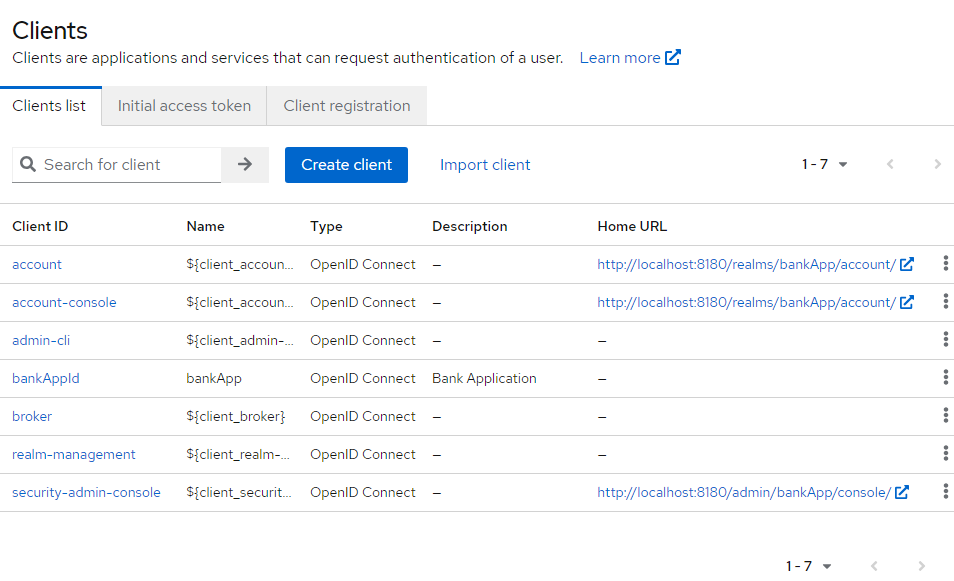 Clients
Clients are applications and services that can request authentication of a user. Learn more
Clients list Initial access token Client registration
Search for client Create client Import client 1 - 7
Client ID Name Type Description Home URL
account ${client_accoun... OpenID Connect – http://localhost:8180/realms/bankApp/account/
account-console ${client_accoun... OpenID Connect – http://localhost:8180/realms/bankApp/account/
admin-cli ${client_admin-... OpenID Connect – –
bankAppId bankApp OpenID Connect Bank Application –
broker ${client_broker} OpenID Connect – –
realm-management ${client_realm-... OpenID Connect – –
security-admin-console ${client_securit... OpenID Connect – http://localhost:8180/admin/bankApp/console/
1 - 7